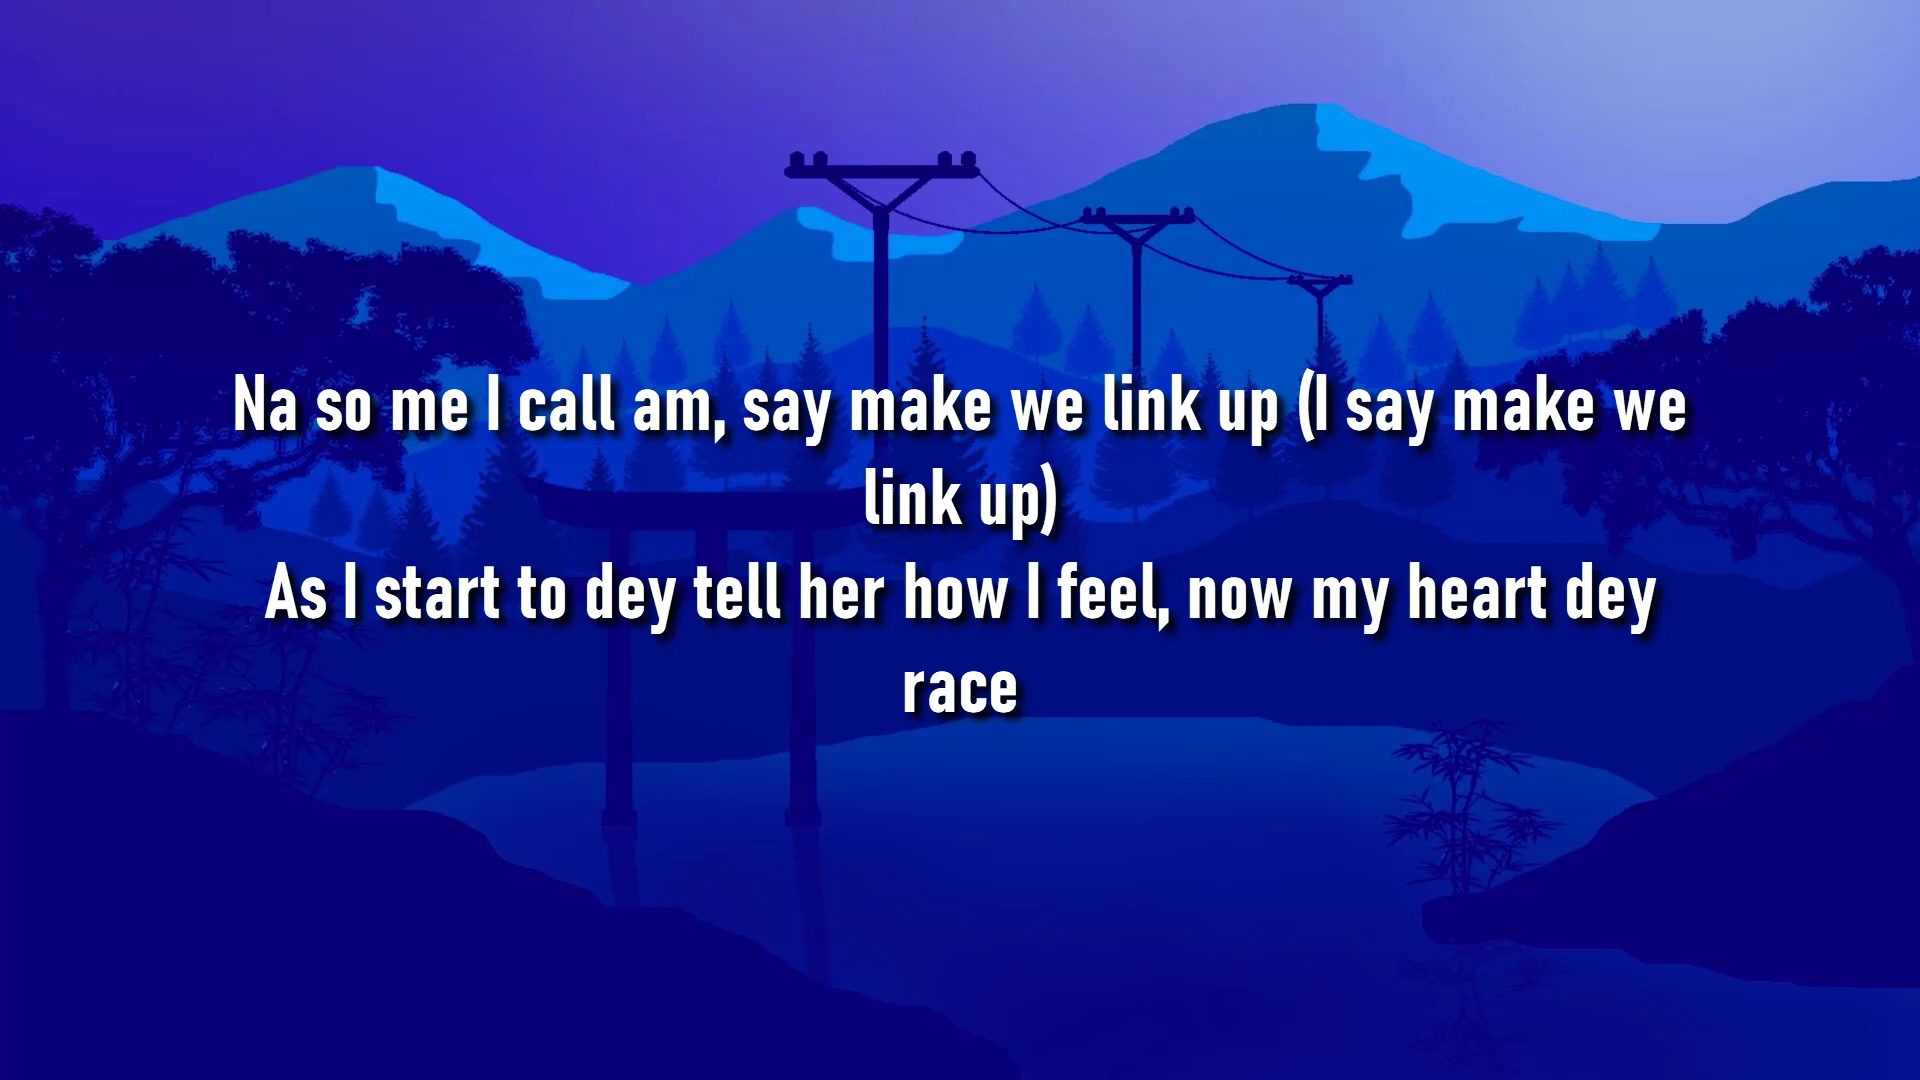 Na so me I call am, say make we link up (I say make we
link up)
As I start to dey tell her how I feel, now my heart dey
race